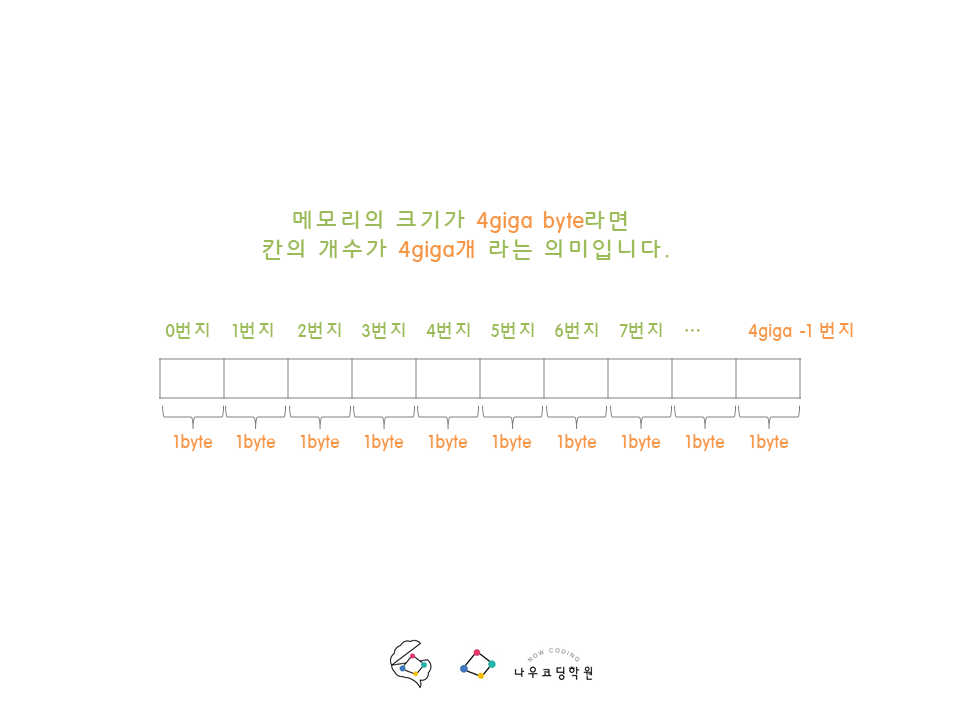 메모리의 크기가 4giga byte라면
칸의 개수가 4giga개 라는 의미입니다.
0번지 1번지 2번지 3번지 4번지 5번지 6번지 7번지 ··· 4giga -1 번지
1byte 1byte 1byte 1byte 1byte 1byte 1byte 1byte 1byte 1byte
NOW CODING
나우코딩학원